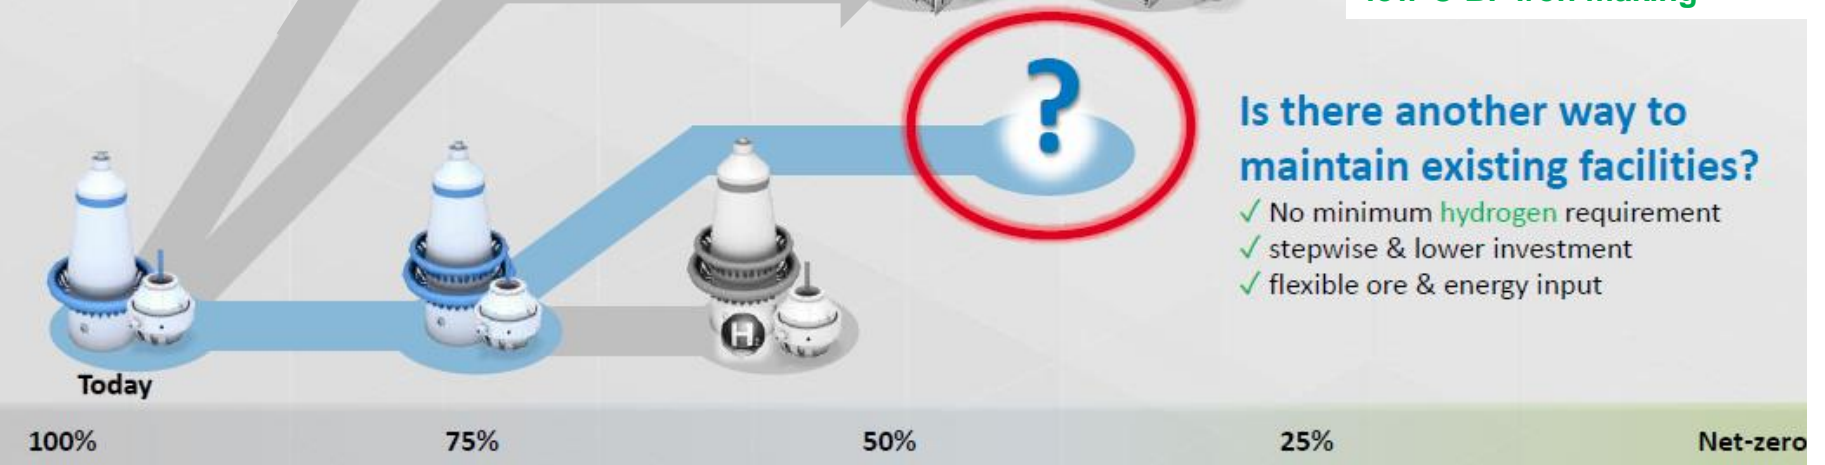 ?
Is there another way to
maintain existing facilities?
✓ No minimum hydrogen requirement
✓ stepwise & lower investment
✓ flexible ore & energy input
H₂
Today
100%
75%
50%
25%
Net-zero